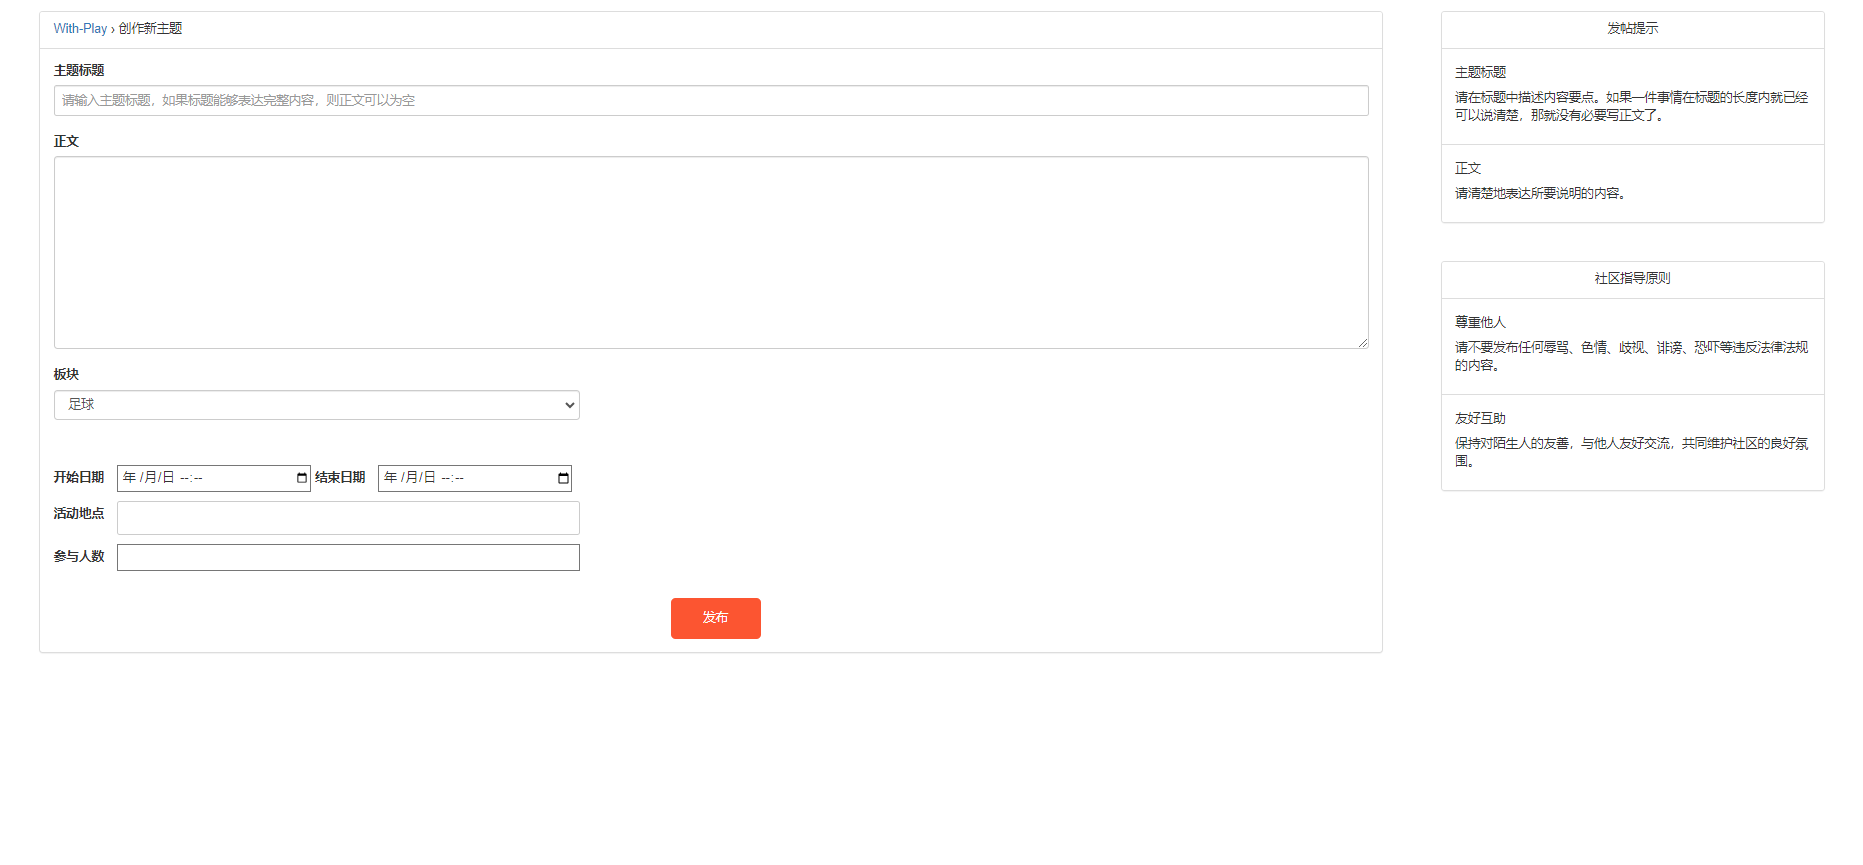 With-Play › 创作新主题
主题标题
请输入主题标题，如果标题能够表达完整内容，则正文可以为空
正文
板块
足球
开始日期 年 /月/日 --:-- 结束日期 年 /月/日 --:--
活动地点
参与人数
发布
发帖提示
主题标题
请在标题中描述内容要点。如果一件事情在标题的长度内就已经
可以说清楚，那就没有必要写正文了。
正文
请清楚地表达所要说明的内容。
社区指导原则
尊重他人
请不要发布任何辱骂、色情、歧视、诽谤、恐吓等违反法律法规
的内容。
友好互助
保持对陌生人的友善，与他人友好交流，共同维护社区的良好氛
围。